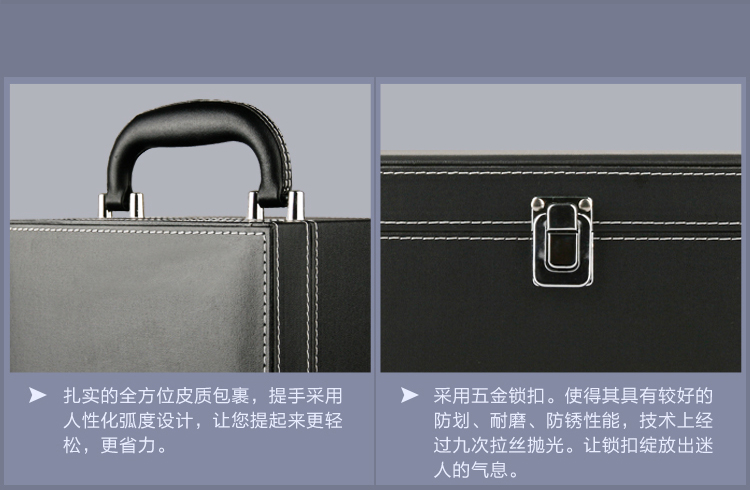 扎实的全方位皮质包裹，提手采用
人性化弧度设计，让您提起来更轻
松，更省力。
采用五金锁扣。使得其具有较好的
防划、耐磨、防锈性能，技术上经
过九次拉丝抛光。让锁扣绽放出迷
人的气息。